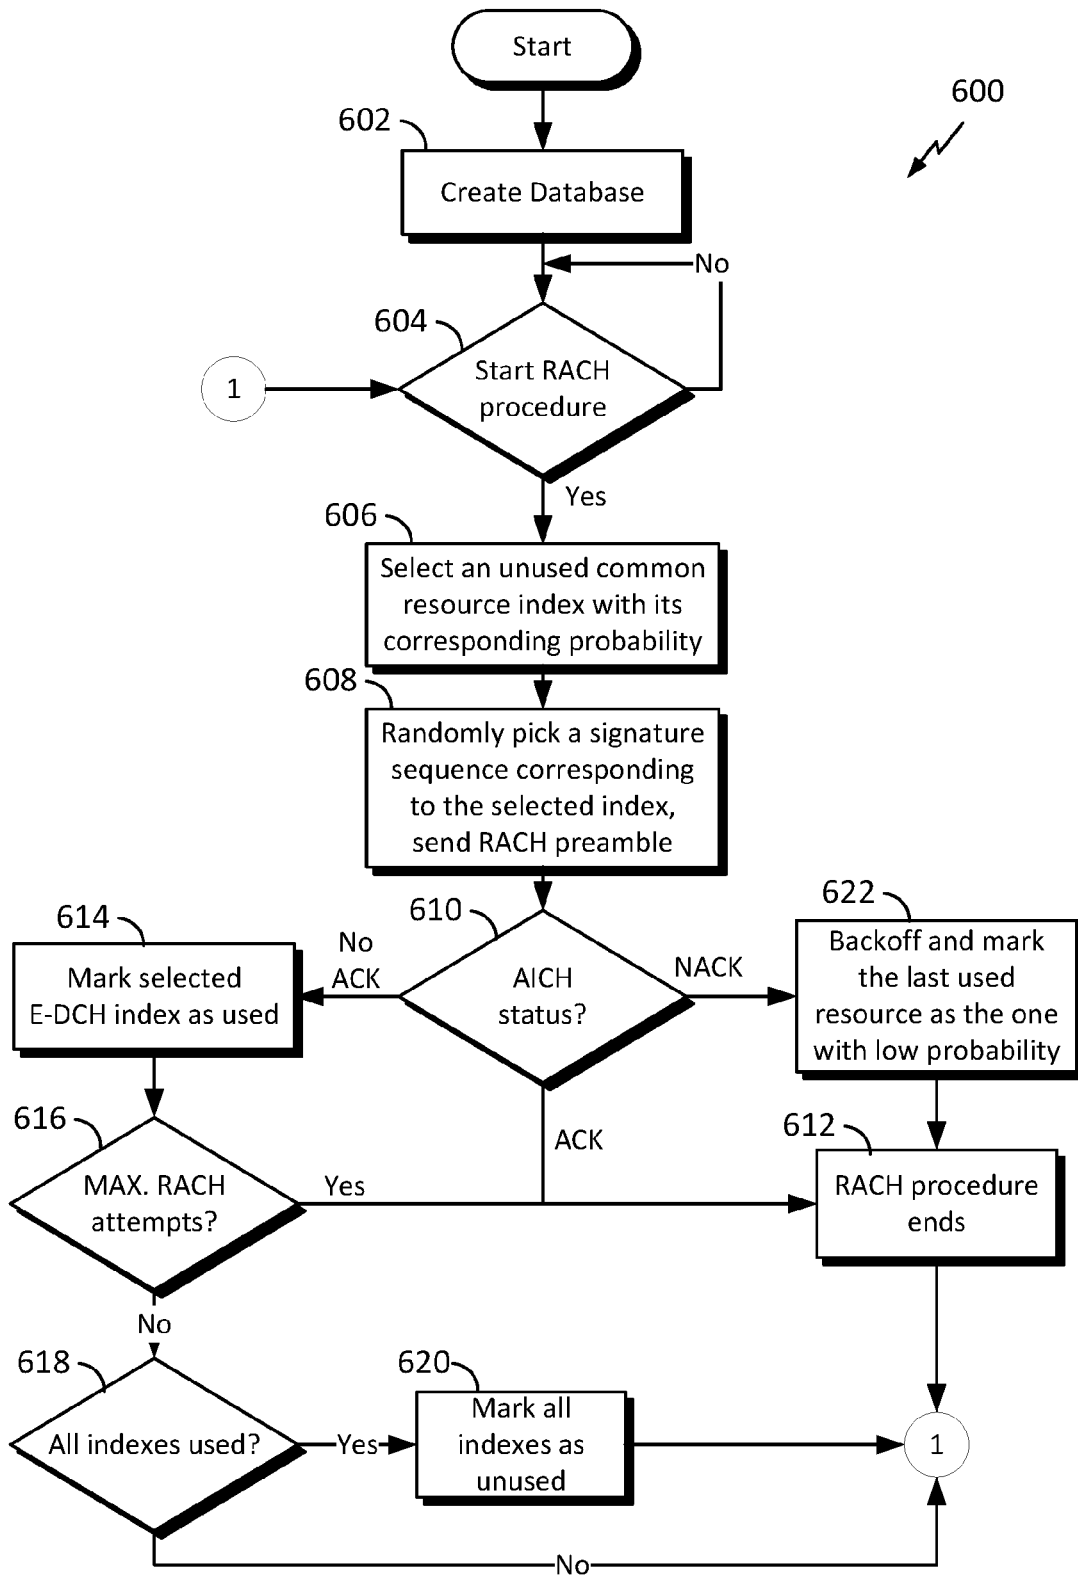 Start
600
602
Create Database
No
604
Start RACH
procedure
1
Yes
606
Select an unused common
resource index with its
corresponding probability
608
Randomly pick a signature
sequence corresponding
to the selected index,
send RACH preamble
610
AICH
status?
No
ACK
NACK
ACK
614
Mark selected
E-DCH index as used
622
Backoff and mark
the last used
resource as the one
with low probability
616
MAX. RACH
attempts?
Yes
612
RACH procedure
ends
No
618
All indexes used?
Yes
620
Mark all
indexes as
unused
1
No